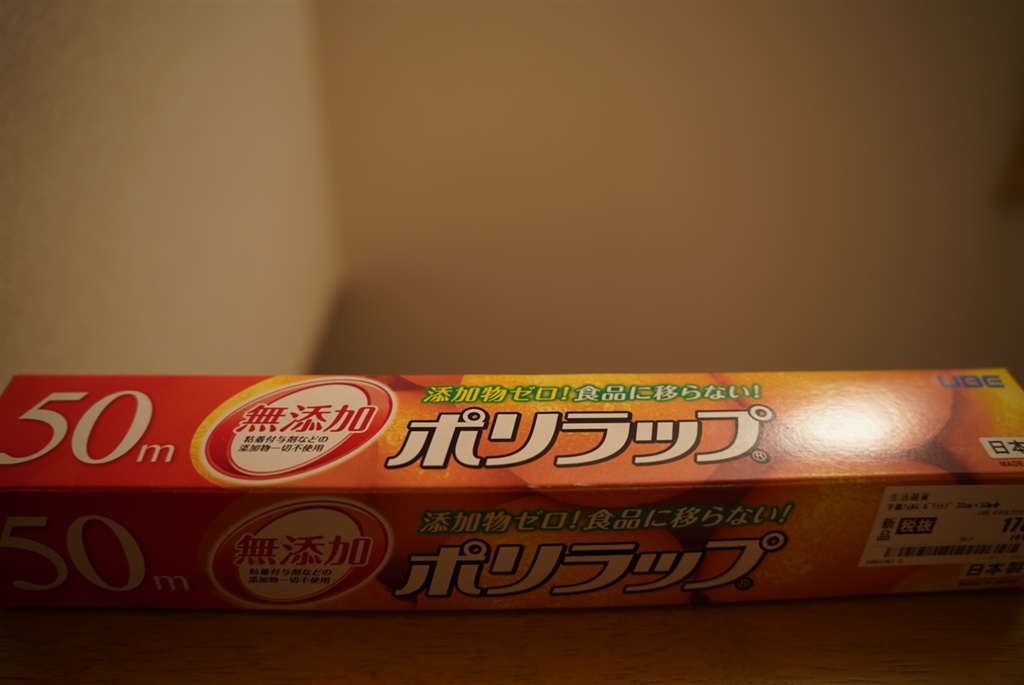 50m
無添加
粘着付与剤などの
添加物一切不使用
添加物ゼロ!食品に移らない!
ポリラップ®
UBE
日本
MADE
50m
無添加
粘着付与剤などの
添加物一切不使用
添加物ゼロ!食品に移らない!
ポリラップ®
新品
税抜
日本製